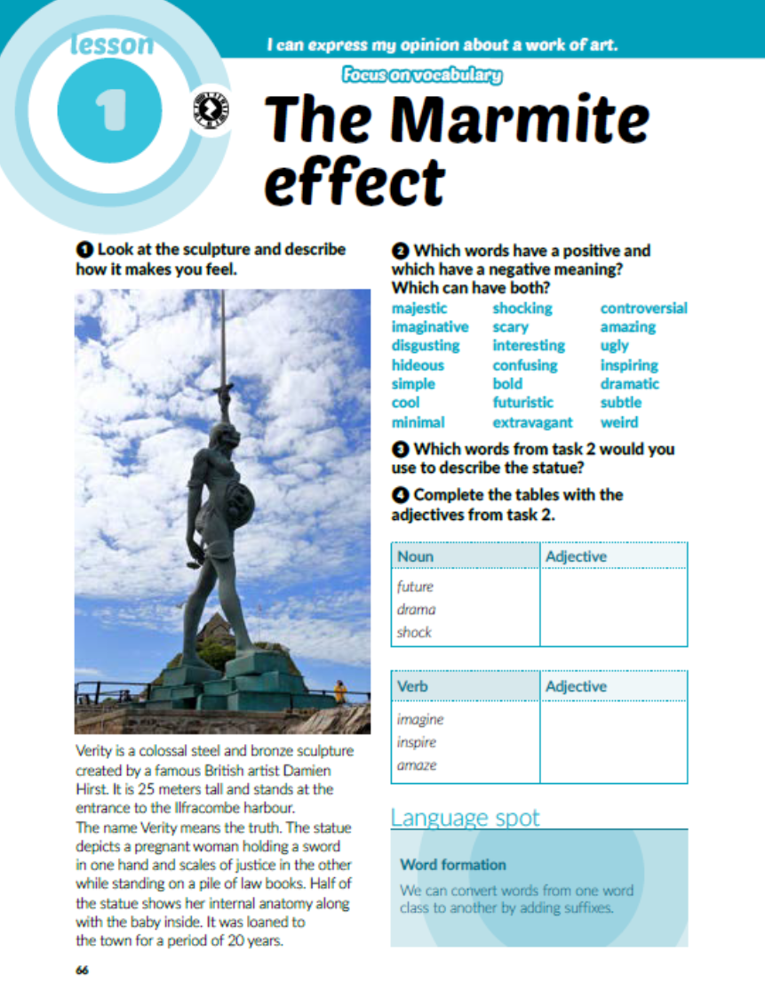 lesson
1
I can express my opinion about a work of art.
Focus on vocabulary
The Marmite
effect
1 Look at the sculpture and describe
how it makes you feel.
Verity is a colossal steel and bronze sculpture
created by a famous British artist Damien
Hirst. It is 25 meters tall and stands at the
entrance to the Ilfracombe harbour.
The name Verity means the truth. The statue
depicts a pregnant woman holding a sword
in one hand and scales of justice in the other
while standing on a pile of law books. Half of
the statue shows her internal anatomy along
with the baby inside. It was loaned to
the town for a period of 20 years.
2 Which words have a positive and
which have a negative meaning?
Which can have both?
majestic shocking controversial
imaginative scary amazing
disgusting interesting ugly
hideous confusing inspiring
simple bold dramatic
cool futuristic subtle
minimal extravagant weird
3 Which words from task 2 would you
use to describe the statue?
4 Complete the tables with the
adjectives from task 2.
Noun Adjective
future
drama
shock
Verb Adjective
imagine
inspire
amaze
Language spot
Word formation
We can convert words from one word
class to another by adding suffixes.
66